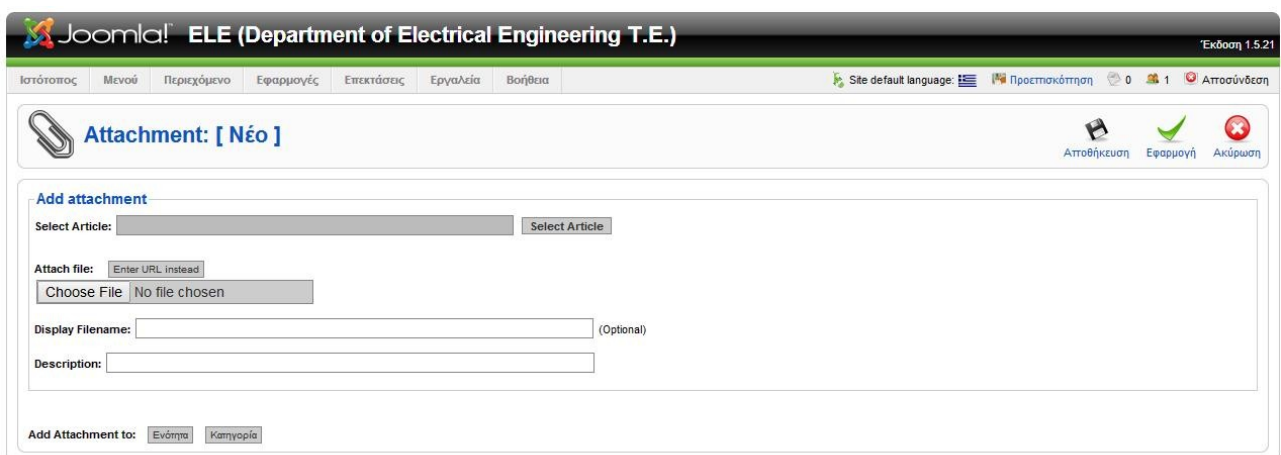 Joomla! ELE (Department of Electrical Engineering T.E.)
Έκδοση 1.5.21
Ιστότοπος Μενού Περιεχόμενο Εφαρμογές Επεκτάσεις Εργαλεία Βοήθεια Site default language: Προεπισκόπηση 0 1 Αποσύνδεση
Attachment: [ Νέο ]
Αποθήκευση Εφαρμογή Ακύρωση
Add attachment
Select Article: Select Article
Attach file: Enter URL instead
Choose File No file chosen
Display Filename: (Optional)
Description:
Add Attachment to: Ενότητα Κατηγορία